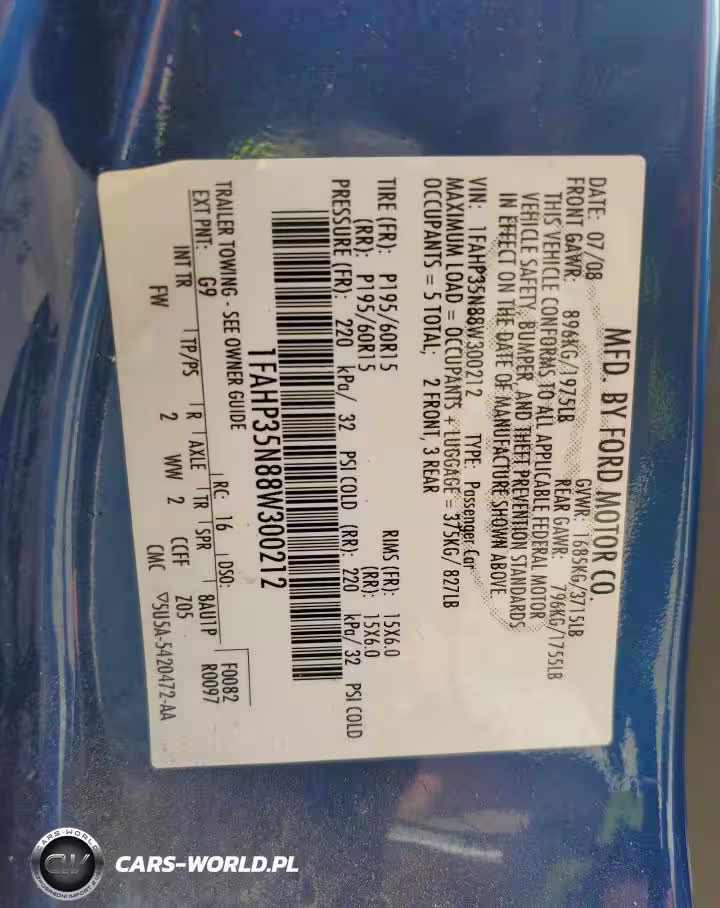 MFD. BY FORD MOTOR CO.
DATE: 07/08 GVWR: 1685KG/3715LB
FRONT GAWR: 896KG/1975LB REAR GAWR: 796KG/1755LB
THIS VEHICLE CONFORMS TO ALL APPLICABLE FEDERAL MOTOR
VEHICLE SAFETY, BUMPER, AND THEFT PREVENTION STANDARDS
IN EFFECT ON THE DATE OF MANUFACTURE SHOWN ABOVE.
VIN: 1FAHP35N88W300212 TYPE: Passenger Car
MAXIMUM LOAD = OCCUPANTS + LUGGAGE = 375KG/ 827LB
OCCUPANTS = 5 TOTAL; 2 FRONT, 3 REAR
TIRE (FR): P195/60R15 RIMS (FR): 15X6.0
(RR): P195/60R15 (RR): 15X6.0
PRESSURE (FR): 220 kPa/ 32 PSI COLD (RR): 220 kPa/ 32 PSI COLD
1FAHP35N88W300212
TRAILER TOWING - SEE OWNER GUIDE
F0082
EXT PNT: G9 RC: 16 DSO: R0097
INT TR TP/PS R AXLE TR SPR 8AU1P
FW 2 WW 2 CCFF Z05
CMC ▽5U5A-5420472-AA
CARS-WORLD
CW
CARS-WORLD.PL